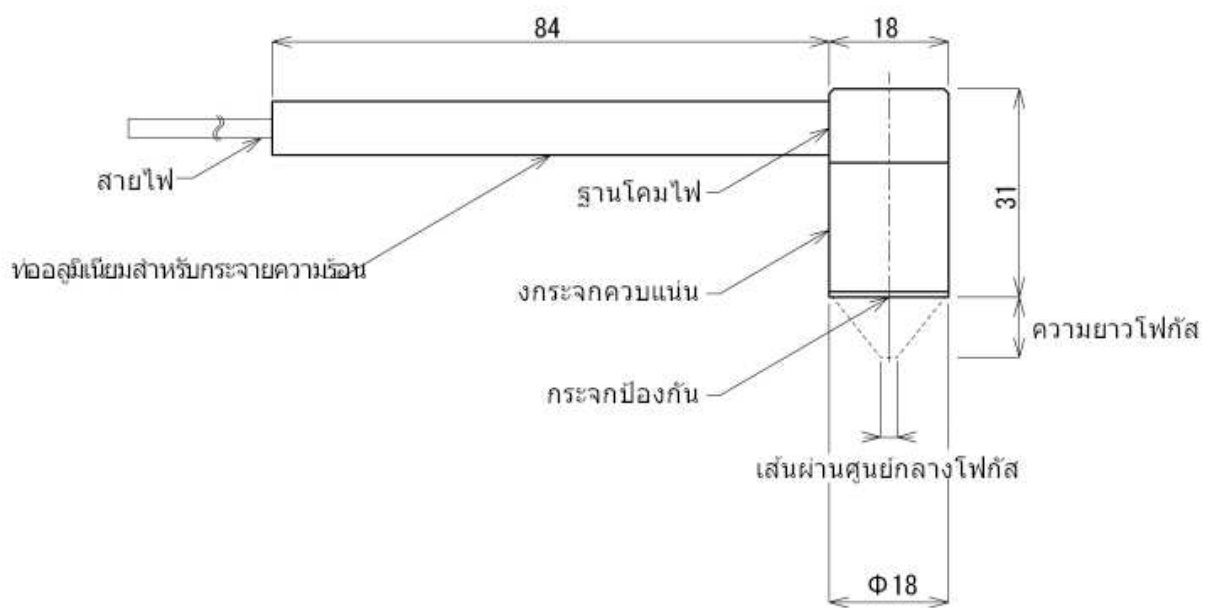 84
18
สายไฟ
ฐานโคมไฟ
31
ท่ออลูมิเนียมสำหรับกระจายความร้อน
งกระจกควบแน่น
ความยาวโฟกัส
กระจกป้องกัน
เส้นผ่านศูนย์กลางโฟกัส
Φ18